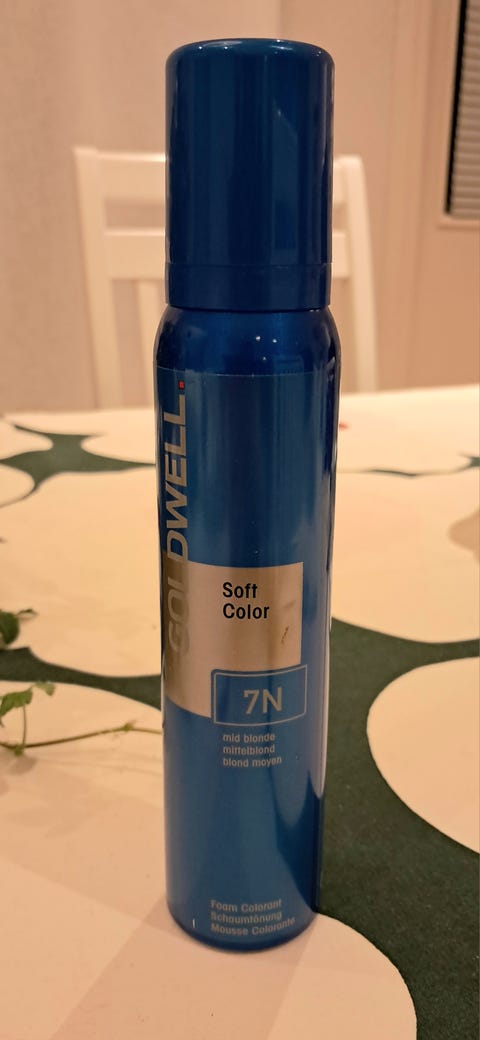 GOLDWELL.
Soft
Color
7N
mid blonde
mittelblond
blond moyen
Foam Colorant
Schaumtönung
Mousse Colorante